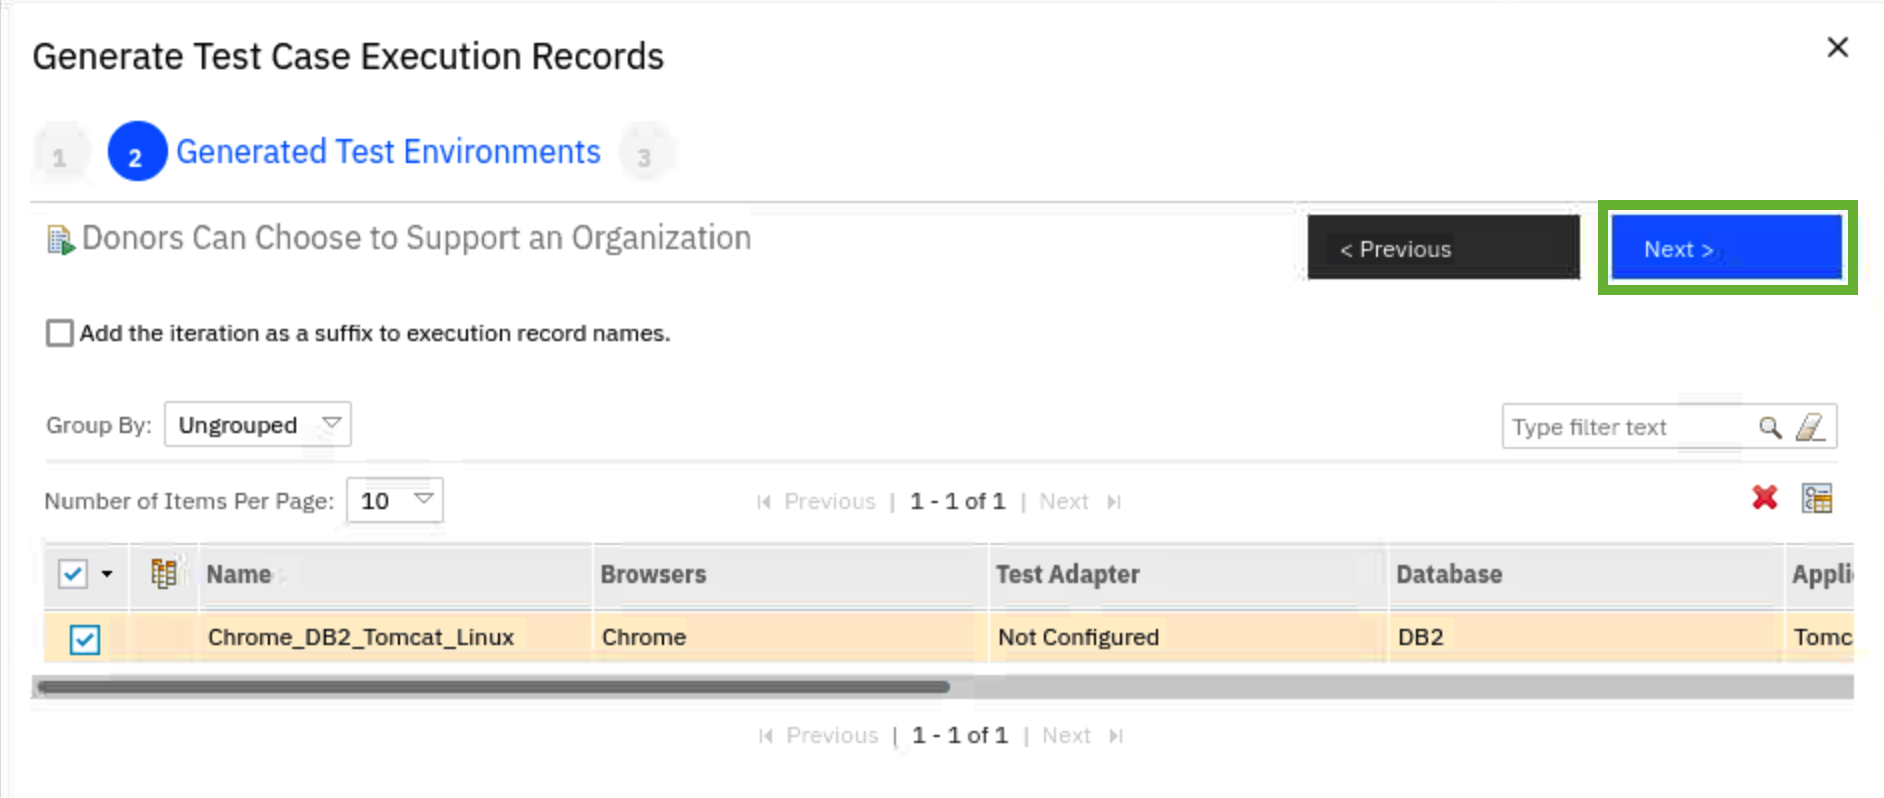 Generate Test Case Execution Records
1 2 Generated Test Environments 3
Donors Can Choose to Support an Organization
< Previous Next >
Add the iteration as a suffix to execution record names.
Group By: Ungrouped Type filter text
Number of Items Per Page: 10 Previous | 1 - 1 of 1 | Next
Name Browsers Test Adapter Database Appli
Chrome_DB2_Tomcat_Linux Chrome Not Configured DB2 Tomc
Previous | 1 - 1 of 1 | Next